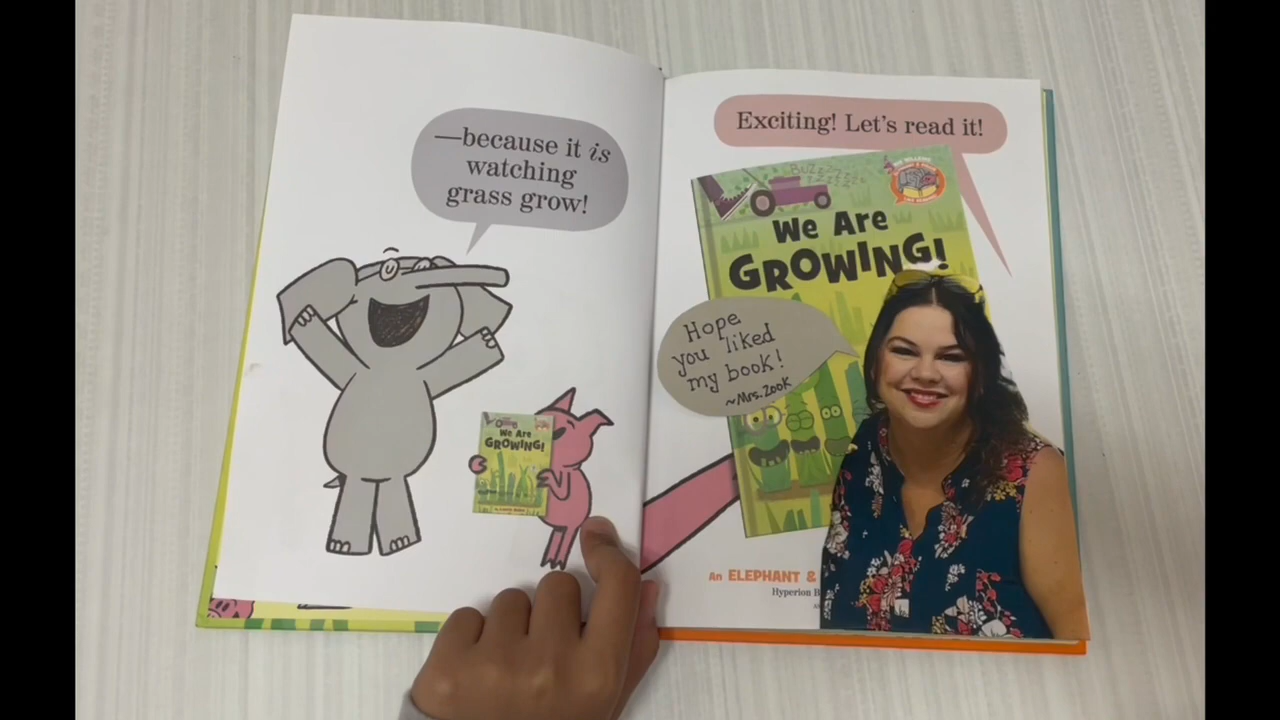 —because it is
watching
grass grow!
We Are
GROWING!
Exciting! Let's read it!
BUZZ
We Are
GROWING!
Hope
you liked
my book!
~Mrs. Zook
An ELEPHANT &
Hyperion B